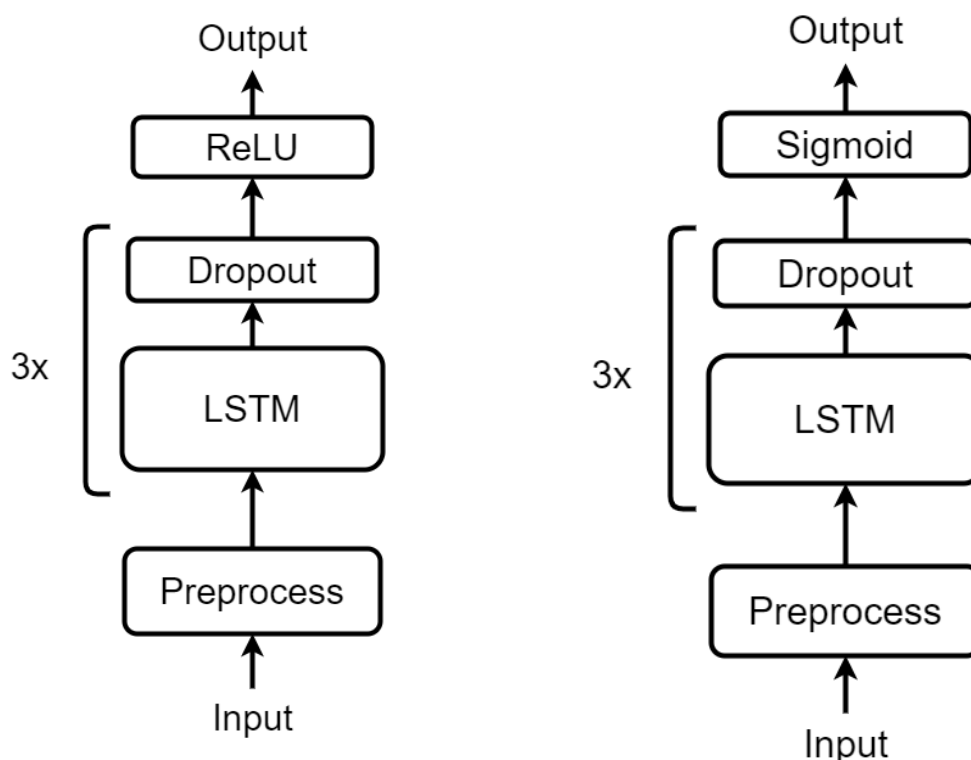 Output
ReLU
Dropout
3x
LSTM
Preprocess
Input
Output
Sigmoid
Dropout
3x
LSTM
Preprocess
Input